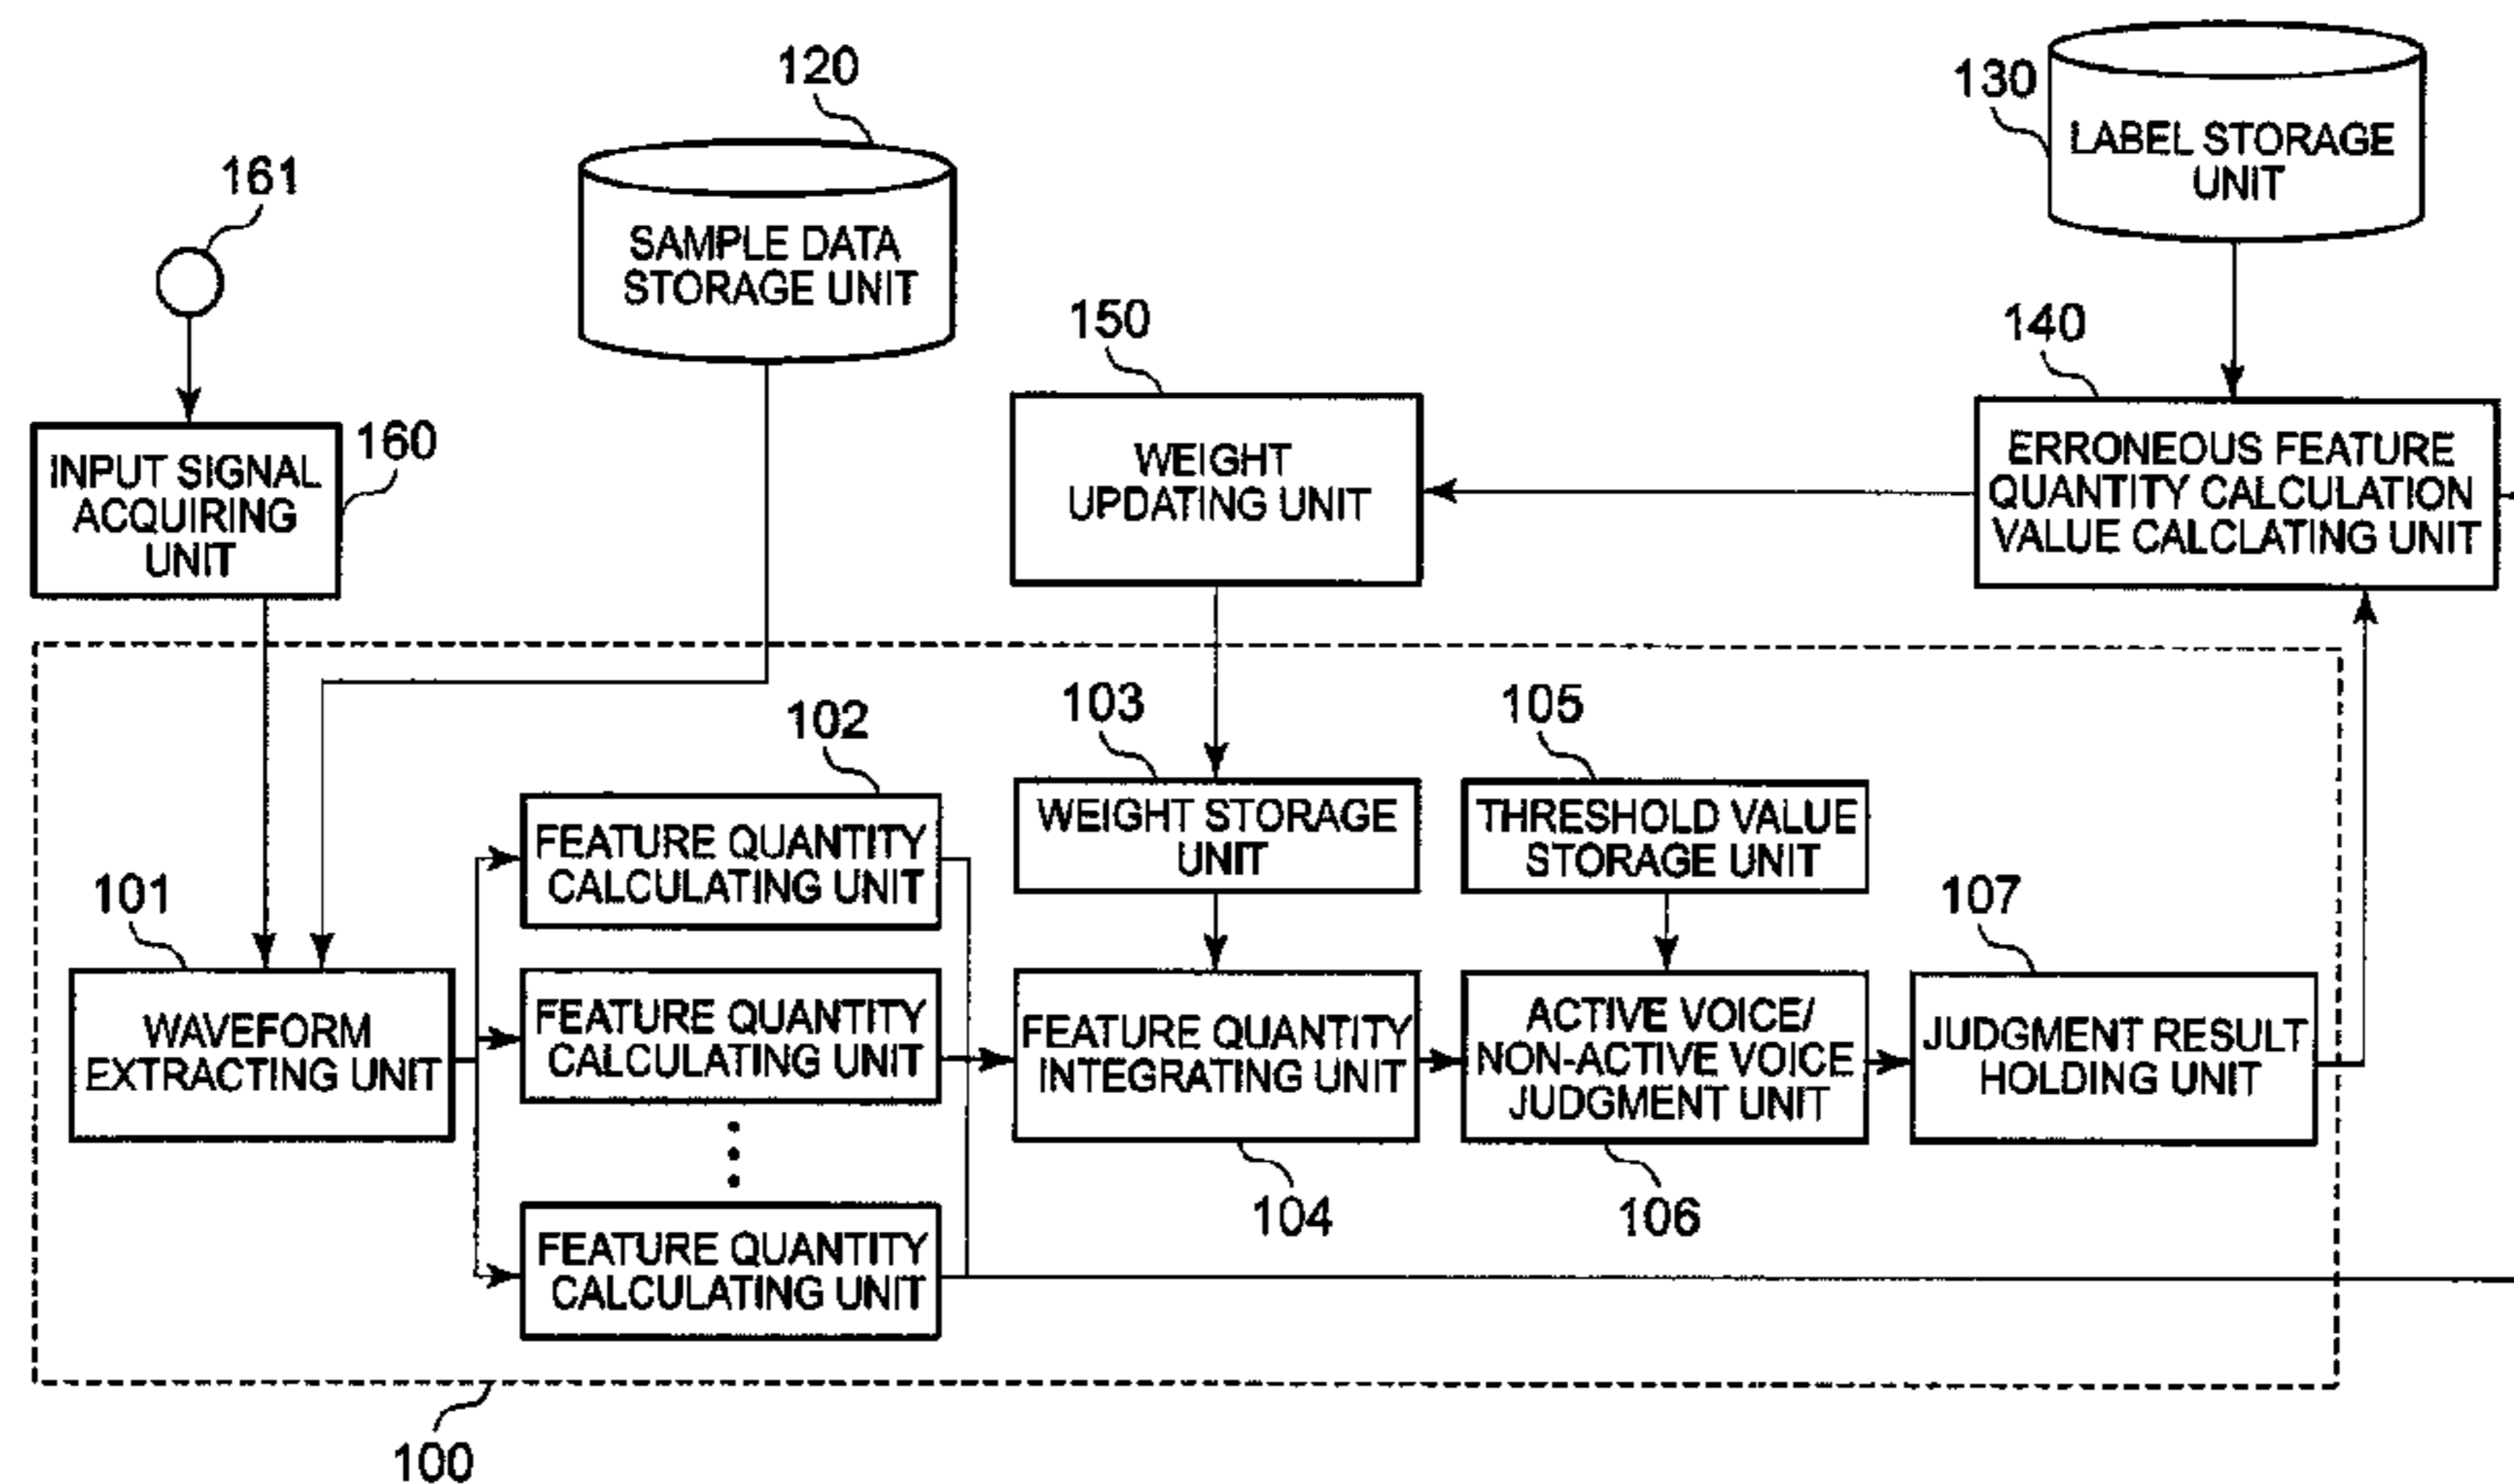 120
130
LABEL STORAGE
UNIT
161
SAMPLE DATA
STORAGE UNIT
150
140
160
INPUT SIGNAL
ACQUIRING
UNIT
WEIGHT
UPDATING UNIT
ERRONEOUS FEATURE
QUANTITY CALCULATION
VALUE CALCLATING UNIT
102
103
105
FEATURE QUANTITY
CALCULATING UNIT
WEIGHT STORAGE
UNIT
THRESHOLD VALUE
STORAGE UNIT
101
107
WAVEFORM
EXTRACTING UNIT
FEATURE QUANTITY
CALCULATING UNIT
FEATURE QUANTITY
INTEGRATING UNIT
ACTIVE VOICE/
NON-ACTIVE VOICE
JUDGMENT UNIT
JUDGMENT RESULT
HOLDING UNIT
104
106
FEATURE QUANTITY
CALCULATING UNIT
100